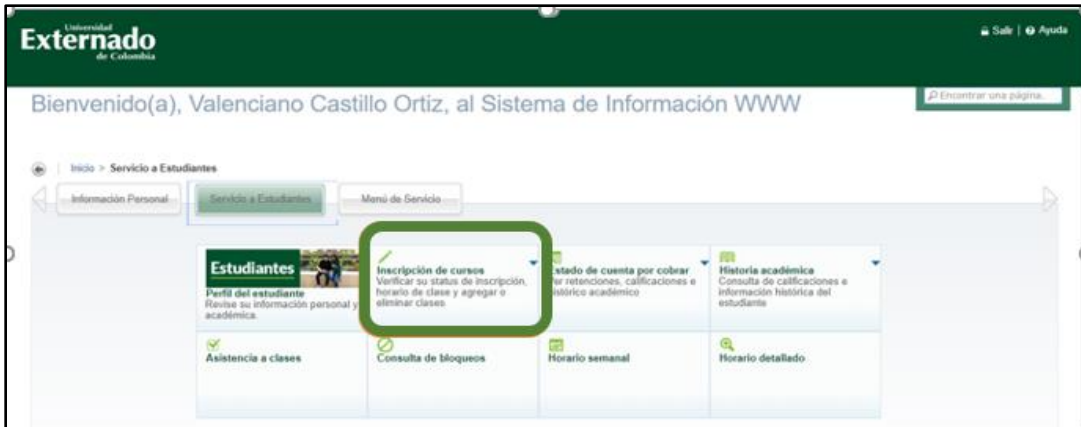 Universidad
Externado
de Colombia
Salir | Ayuda
Bienvenido(a), Valenciano Castillo Ortiz, al Sistema de Información WWW
Encontrar una página.
Inicio > Servicio a Estudiantes
Información Personal
Servicio a Estudiantes
Menú de Servicio
Estudiantes
Perfil del estudiante
Revise su información personal y
académica.
Inscripción de cursos
Verificar su status de inscripción,
horario de clase y agregar o
eliminar clases
stado de cuenta por cobrar
er retenciones, calificaciones e
istórico académico
Historia académica
Consulta de calificaciones e
información histórica del
estudiante
Asistencia a clases
Consulta de bloqueos
Horario semanal
Horario detallado